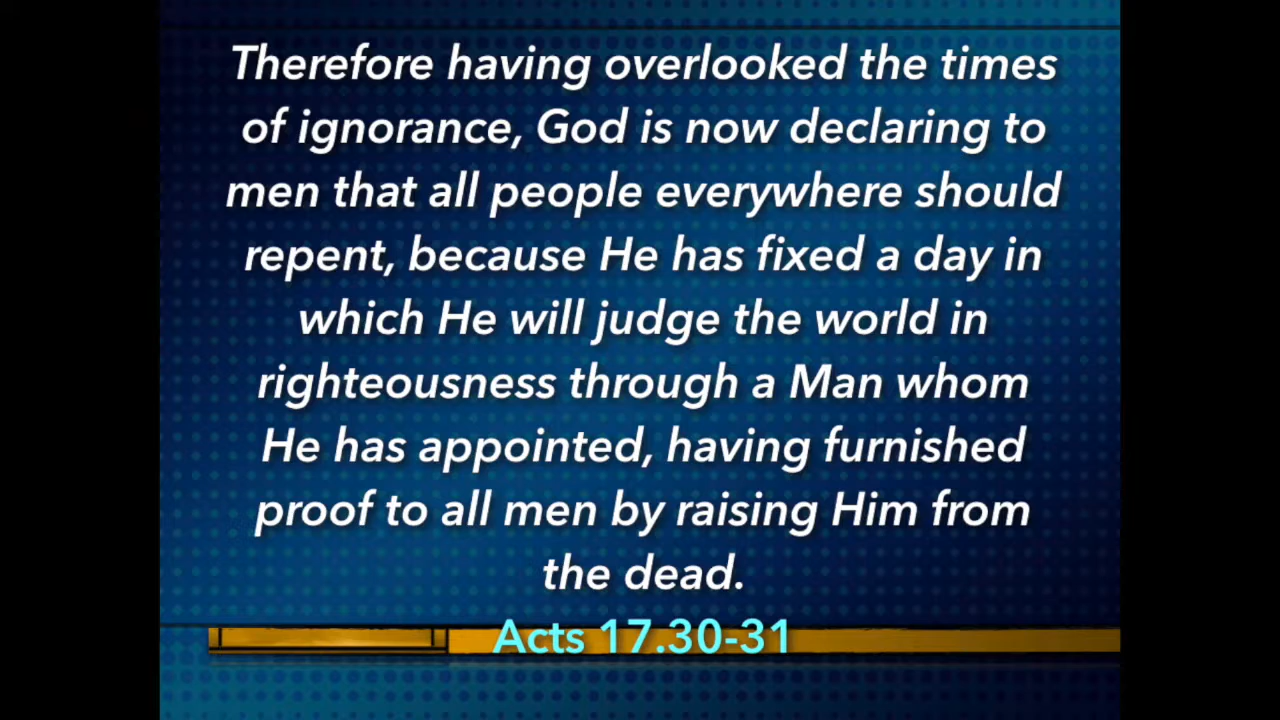 Therefore having overlooked the times
of ignorance, God is now declaring to
men that all people everywhere should
repent, because He has fixed a day in
which He will judge the world in
righteousness through a Man whom
He has appointed, having furnished
proof to all men by raising Him from
the dead.
Acts 17.30-31